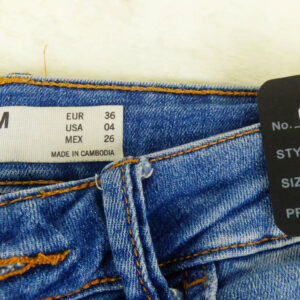 M
EUR 36
USA 04
MEX 26
MADE IN CAMBODIA
No.
STY
SIZ
PR